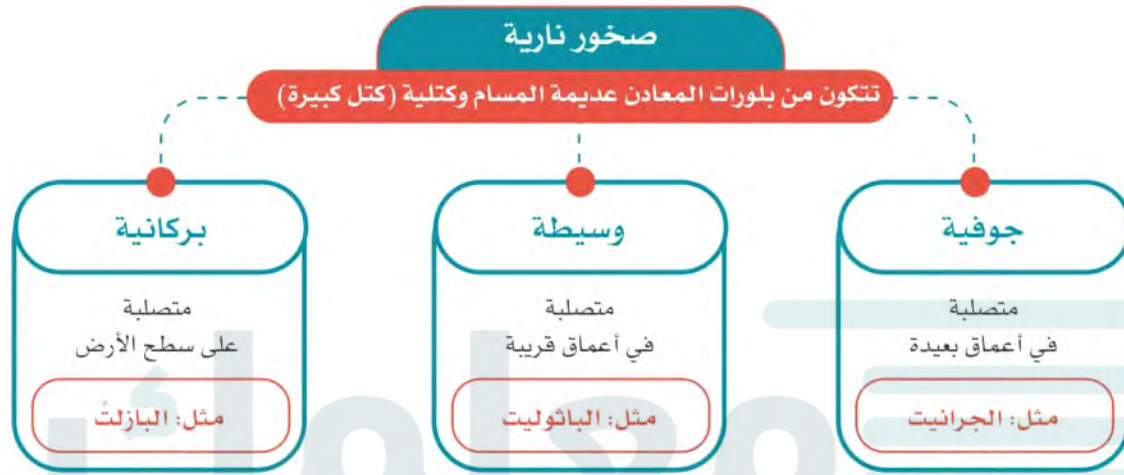 صخور نارية
تتكون من بلورات المعادن عديمة المسام وكتلية (كتل كبيرة)
جوفية
متصلبة
في أعماق بعيدة
مثل: الجرانيت
وسيطة
متصلبة
في أعماق قريبة
مثل: الباثوليت
بركانية
متصلبة
على سطح الأرض
مثل: البازلتُ